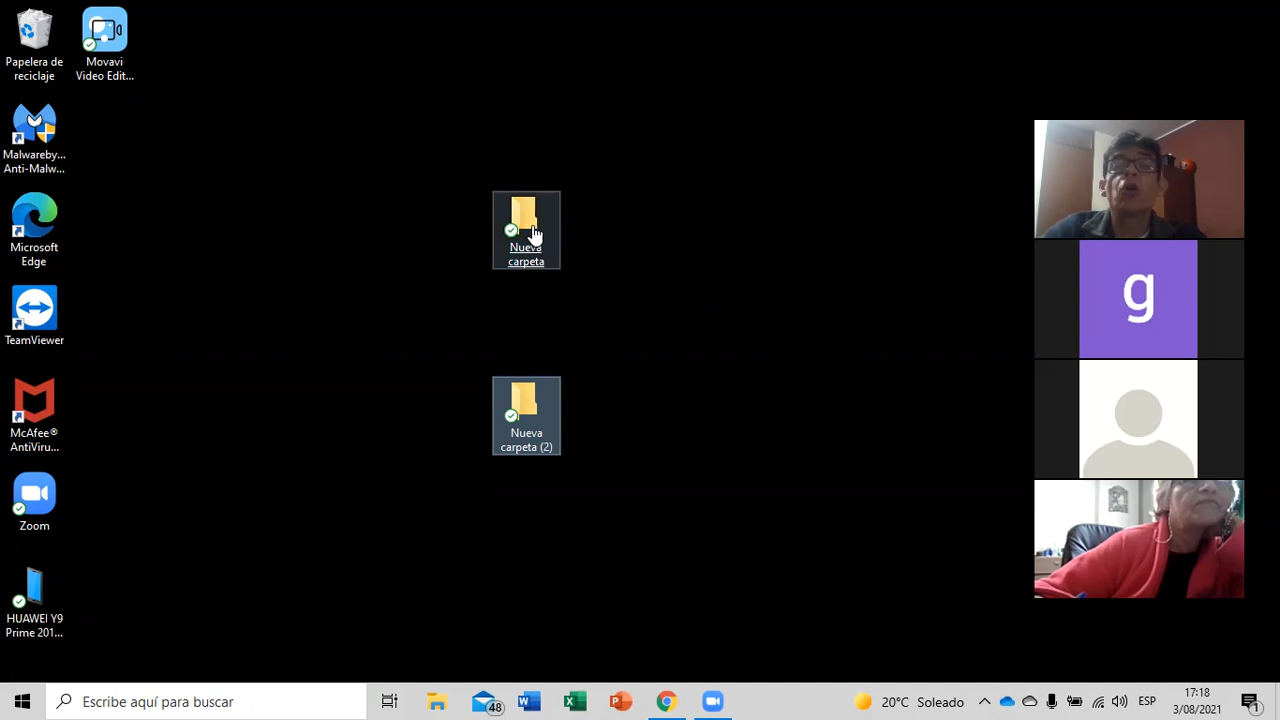 Papelera de
reciclaje
Movavi
Video Edit...
Malwareby...
Anti-Malw...
Microsoft
Edge
TeamViewer
McAfee®
AntiViru...
Zoom
HUAWEI Y9
Prime 201...
Nueva
carpeta
Nueva
carpeta (2)
g
Escribe aquí para buscar
48
20°C Soleado
ESP
17:18
3/08/2021
1